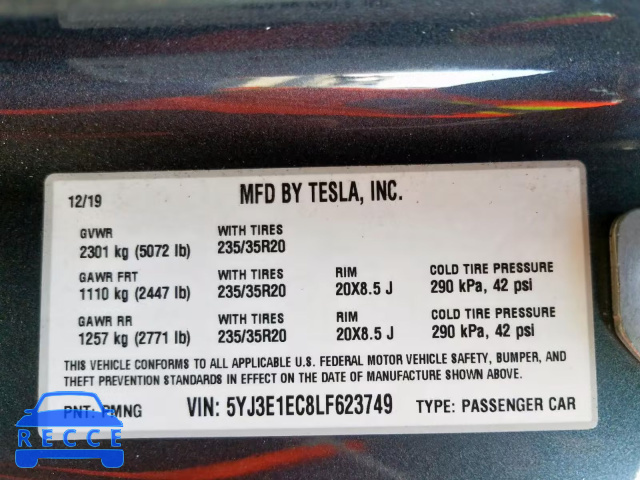 12/19 MFD BY TESLA, INC.
GVWR WITH TIRES
2301 kg (5072 lb) 235/35R20
GAWR FRT WITH TIRES RIM COLD TIRE PRESSURE
1110 kg (2447 lb) 235/35R20 20X8.5 J 290 kPa, 42 psi
GAWR RR WITH TIRES RIM COLD TIRE PRESSURE
1257 kg (2771 lb) 235/35R20 20X8.5 J 290 kPa, 42 psi
THIS VEHICLE CONFORMS TO ALL APPLICABLE U.S. FEDERAL MOTOR VEHICLE SAFETY, BUMPER, AND
THEFT PREVENTION STANDARDS IN EFFECT ON THE DATE OF MANUFACTURE SHOWN ABOVE.
PNT: PMNG VIN: 5YJ3E1EC8LF623749 TYPE: PASSENGER CAR
RECCE